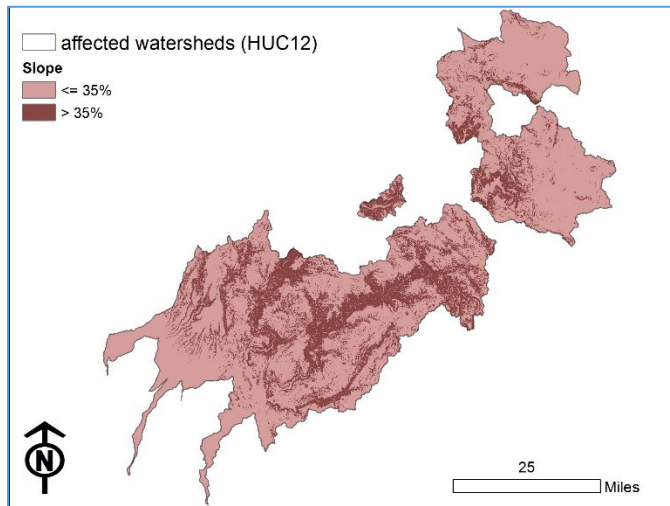 affected watersheds (HUC12)
Slope
<= 35%
> 35%
N
25
Miles